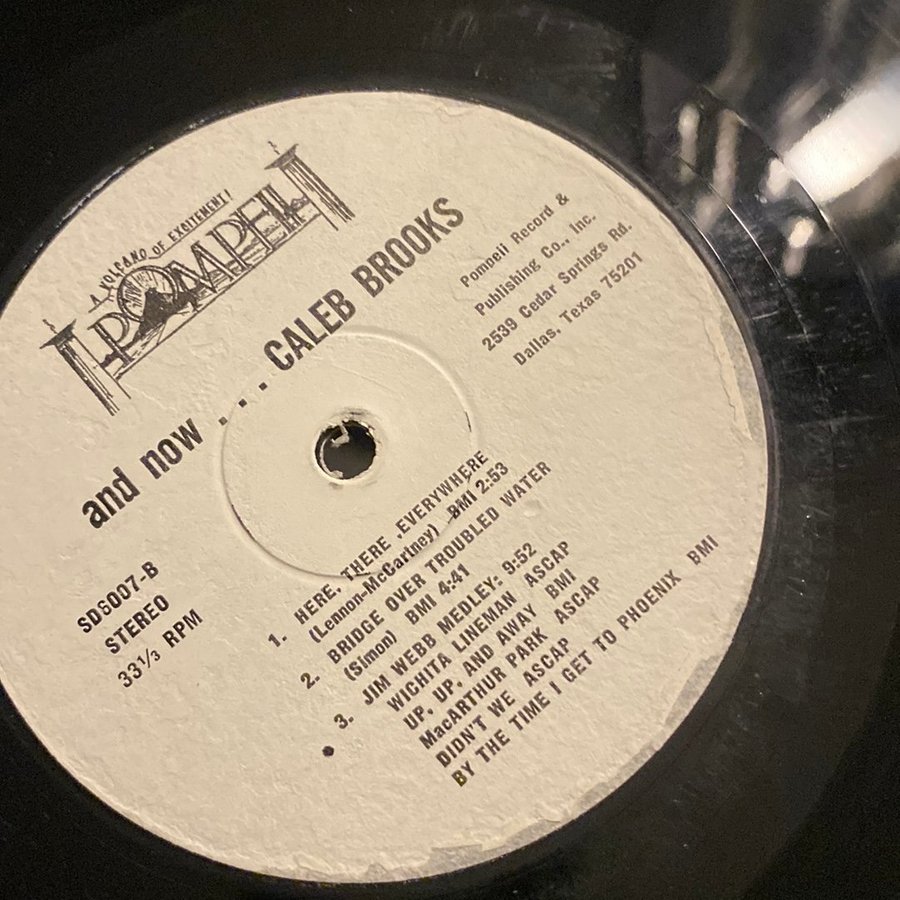 A VOLCANO OF EXCITEMENT!
POMPEII
and now . . . CALEB BROOKS
Pompeii Record &
Publishing Co., Inc.
2539 Cedar Springs Rd.
Dallas, Texas 75201
SD6007-B
STEREO
33⅓ RPM
1. HERE, THERE ,EVERYWHERE
(Lennon-McCartney) BMI 2:53
2. BRIDGE OVER TROUBLED WATER
(Simon) BMI 4:41
• 3. JIM WEBB MEDLEY: 9:52
WICHITA LINEMAN ASCAP
UP, UP, AND AWAY BMI
MacARTHUR PARK ASCAP
DIDN'T WE ASCAP
BY THE TIME I GET TO PHOENIX BMI